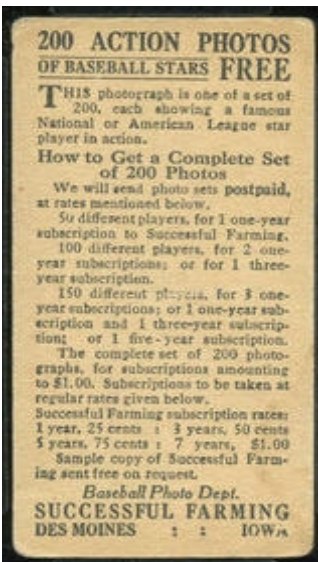 200 ACTION PHOTOS
OF BASEBALL STARS FREE
THIS photograph is one of a set of
200, each showing a famous
National or American League star
player in action.
How to Get a Complete Set
of 200 Photos
We will send photo sets postpaid,
at rates mentioned below.
50 different players, for 1 one-year
subscription to Successful Farming.
100 different players, for 2 one-
year subscriptions; or for 1 three-
year subscription.
150 different players, for 3 one-
year subscriptions; or 1 one-year sub-
scription and 1 three-year subscrip-
tion; or 1 five-year subscription.
The complete set of 200 photo-
graphs, for subscriptions amounting
to $1.00. Subscriptions to be taken at
regular rates given below.
Successful Farming subscription rates:
1 year, 25 cents : 3 years, 50 cents
5 years, 75 cents : 7 years, $1.00
Sample copy of Successful Farm-
ing sent free on request.
Baseball Photo Dept.
SUCCESSFUL FARMING
DES MOINES : : IOWA